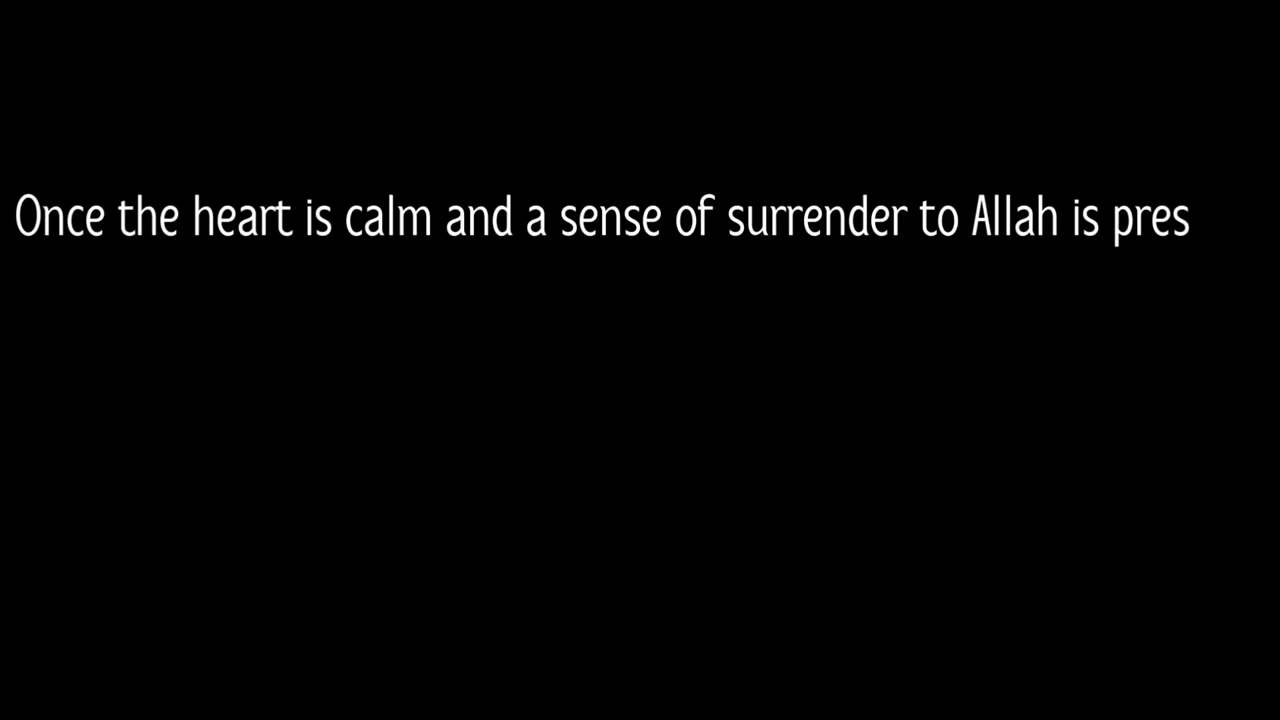 Once the heart is calm and a sense of surrender to Allah is pres